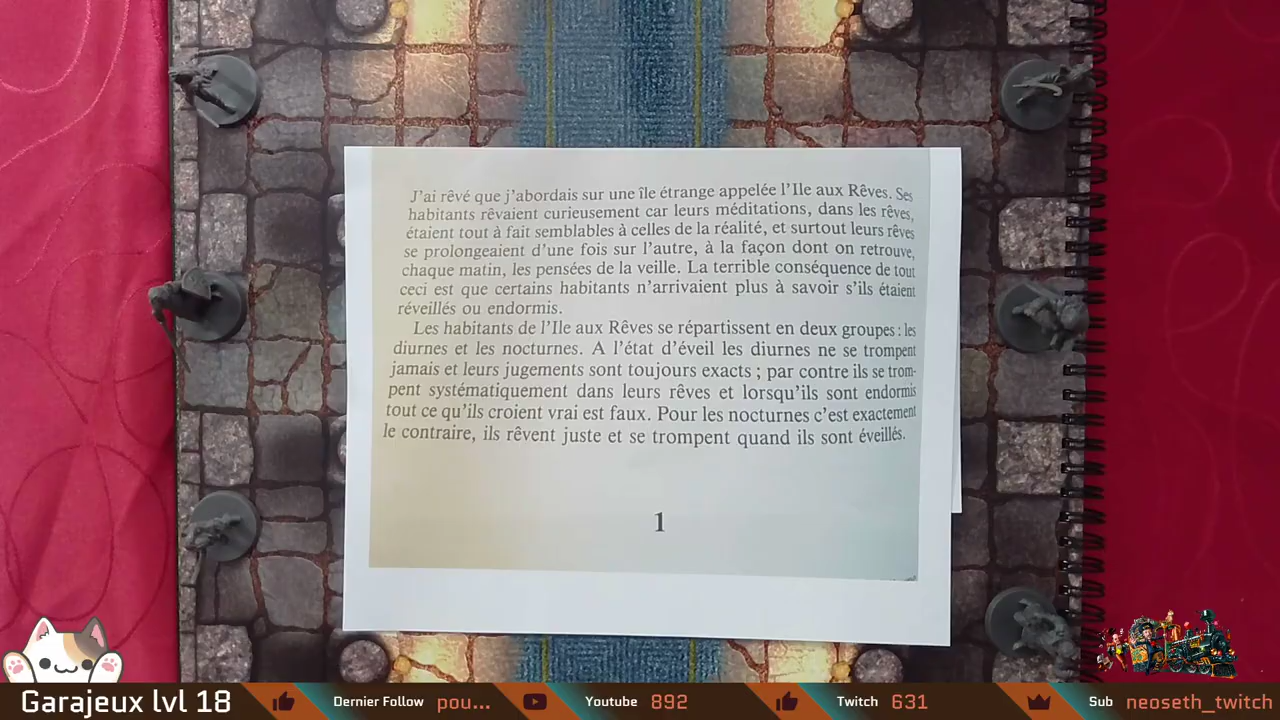 J'ai rêvé que j'abordais sur une île étrange appelée l'Ile aux Rêves. Ses
habitants rêvaient curieusement car leurs méditations, dans les rêves,
étaient tout à fait semblables à celles de la réalité, et surtout leurs rêves
se prolongeaient d'une fois sur l'autre, à la façon dont on retrouve,
chaque matin, les pensées de la veille. La terrible conséquence de tout
ceci est que certains habitants n'arrivaient plus à savoir s'ils étaient
réveillés ou endormis.
Les habitants de l'Ile aux Rêves se répartissent en deux groupes : les
diurnes et les nocturnes. A l'état d'éveil les diurnes ne se trompent
jamais et leurs jugements sont toujours exacts ; par contre ils se trom-
pent systématiquement dans leurs rêves et lorsqu'ils sont endormis
tout ce qu'ils croient vrai est faux. Pour les nocturnes c'est exactement
le contraire, ils rêvent juste et se trompent quand ils sont éveillés.
1
Garajeux lvl 18 Dernier Follow pou... Youtube 892 Twitch 631 Sub neoseth_twitch